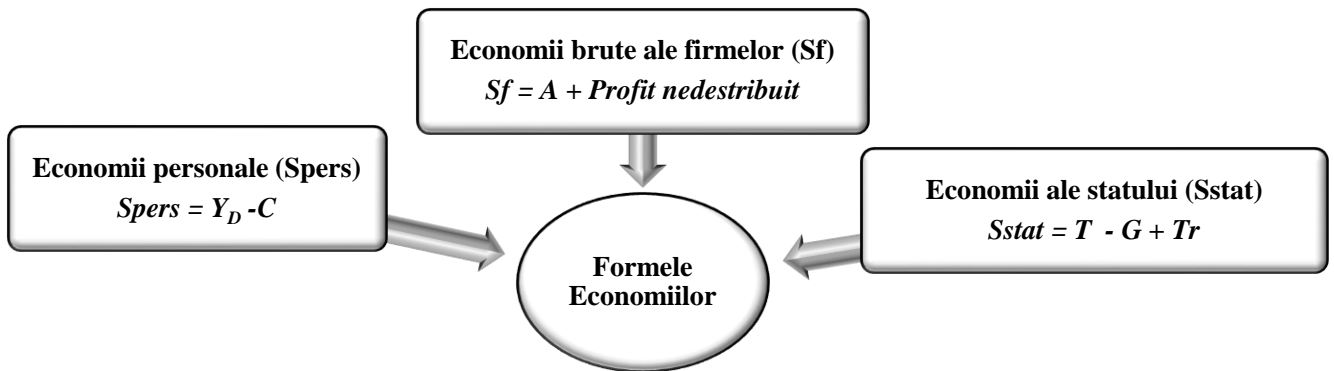 Economii brute ale firmelor (Sf)
Sf = A + Profit nedestribuit
Economii personale (Spers)
Spers = Y_D -C
Economii ale statului (Sstat)
Sstat = T - G + Tr
Formele
Economiilor